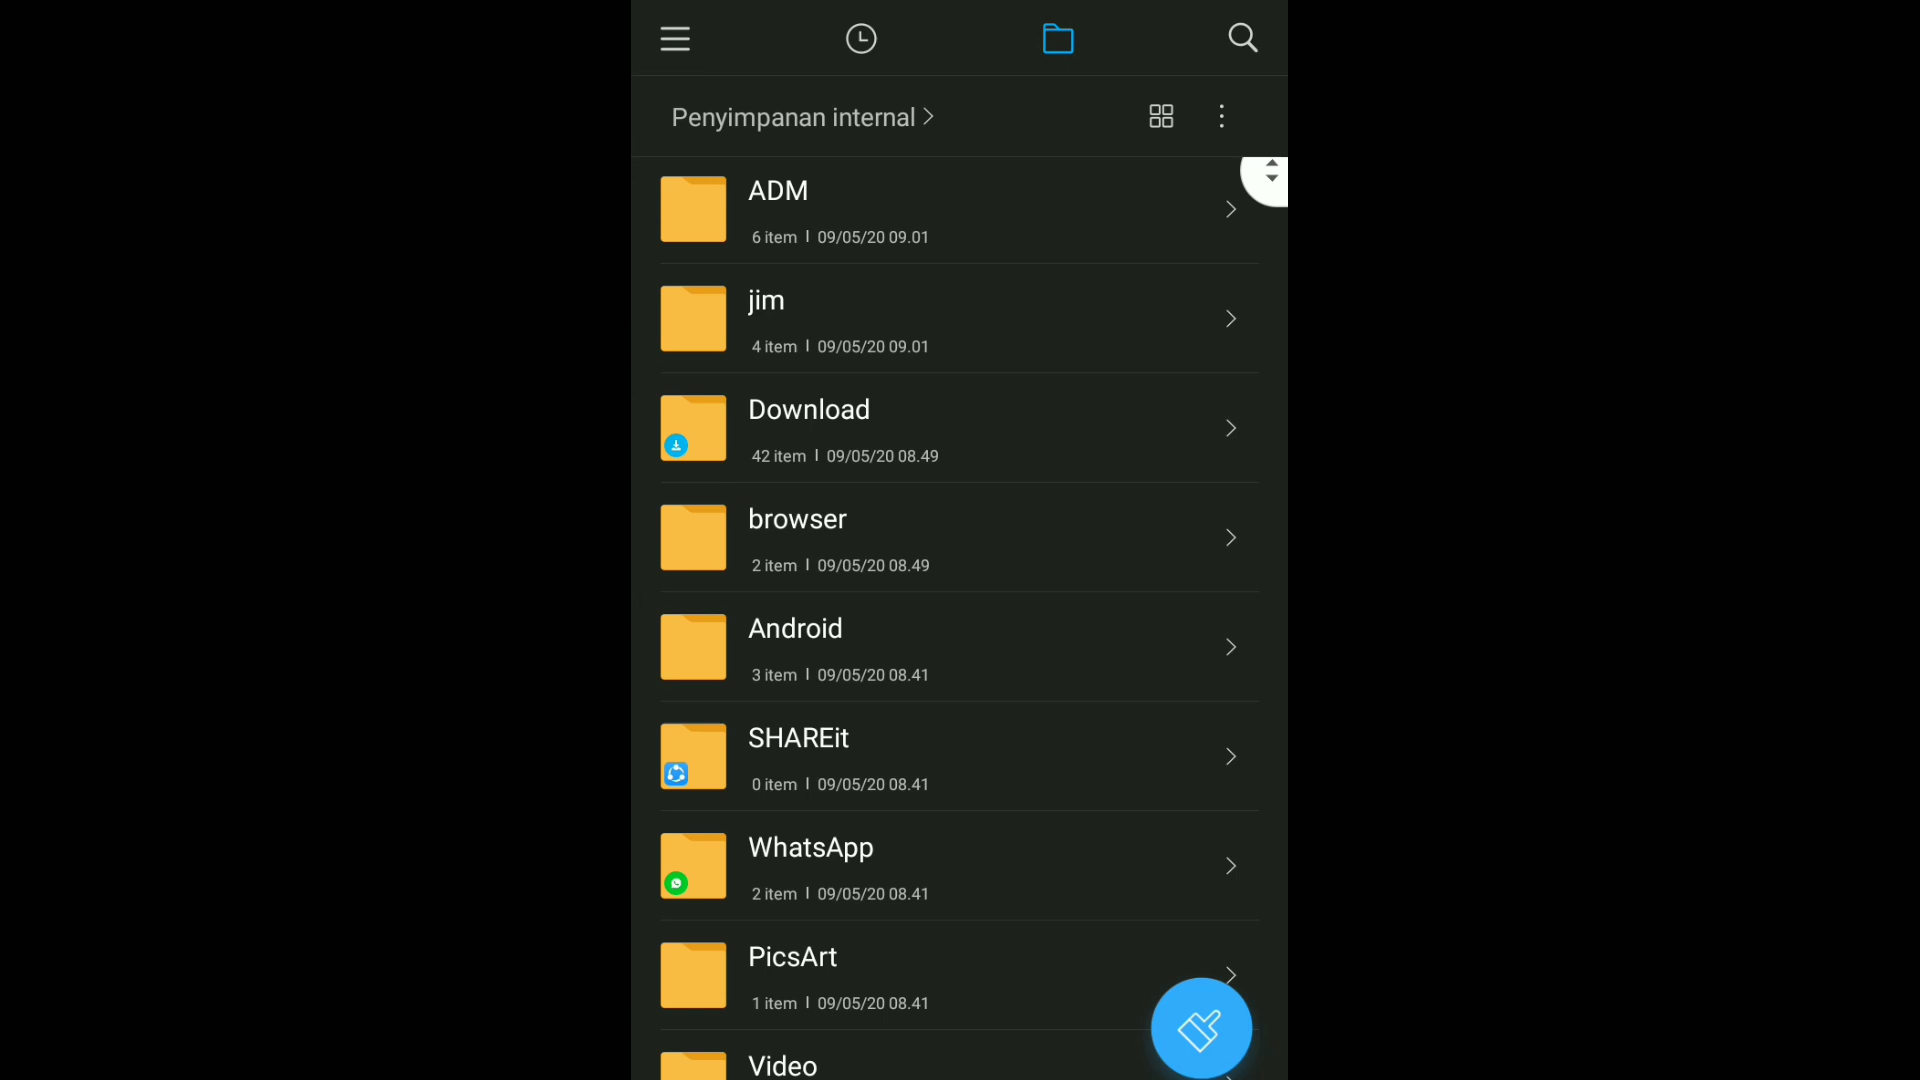 Penyimpanan internal
ADM
6 item | 09/05/20 09.01
jim
4 item | 09/05/20 09.01
Download
42 item | 09/05/20 08.49
browser
2 item | 09/05/20 08.49
Android
3 item | 09/05/20 08.41
SHAREit
0 item | 09/05/20 08.41
WhatsApp
2 item | 09/05/20 08.41
PicsArt
1 item | 09/05/20 08.41
Video